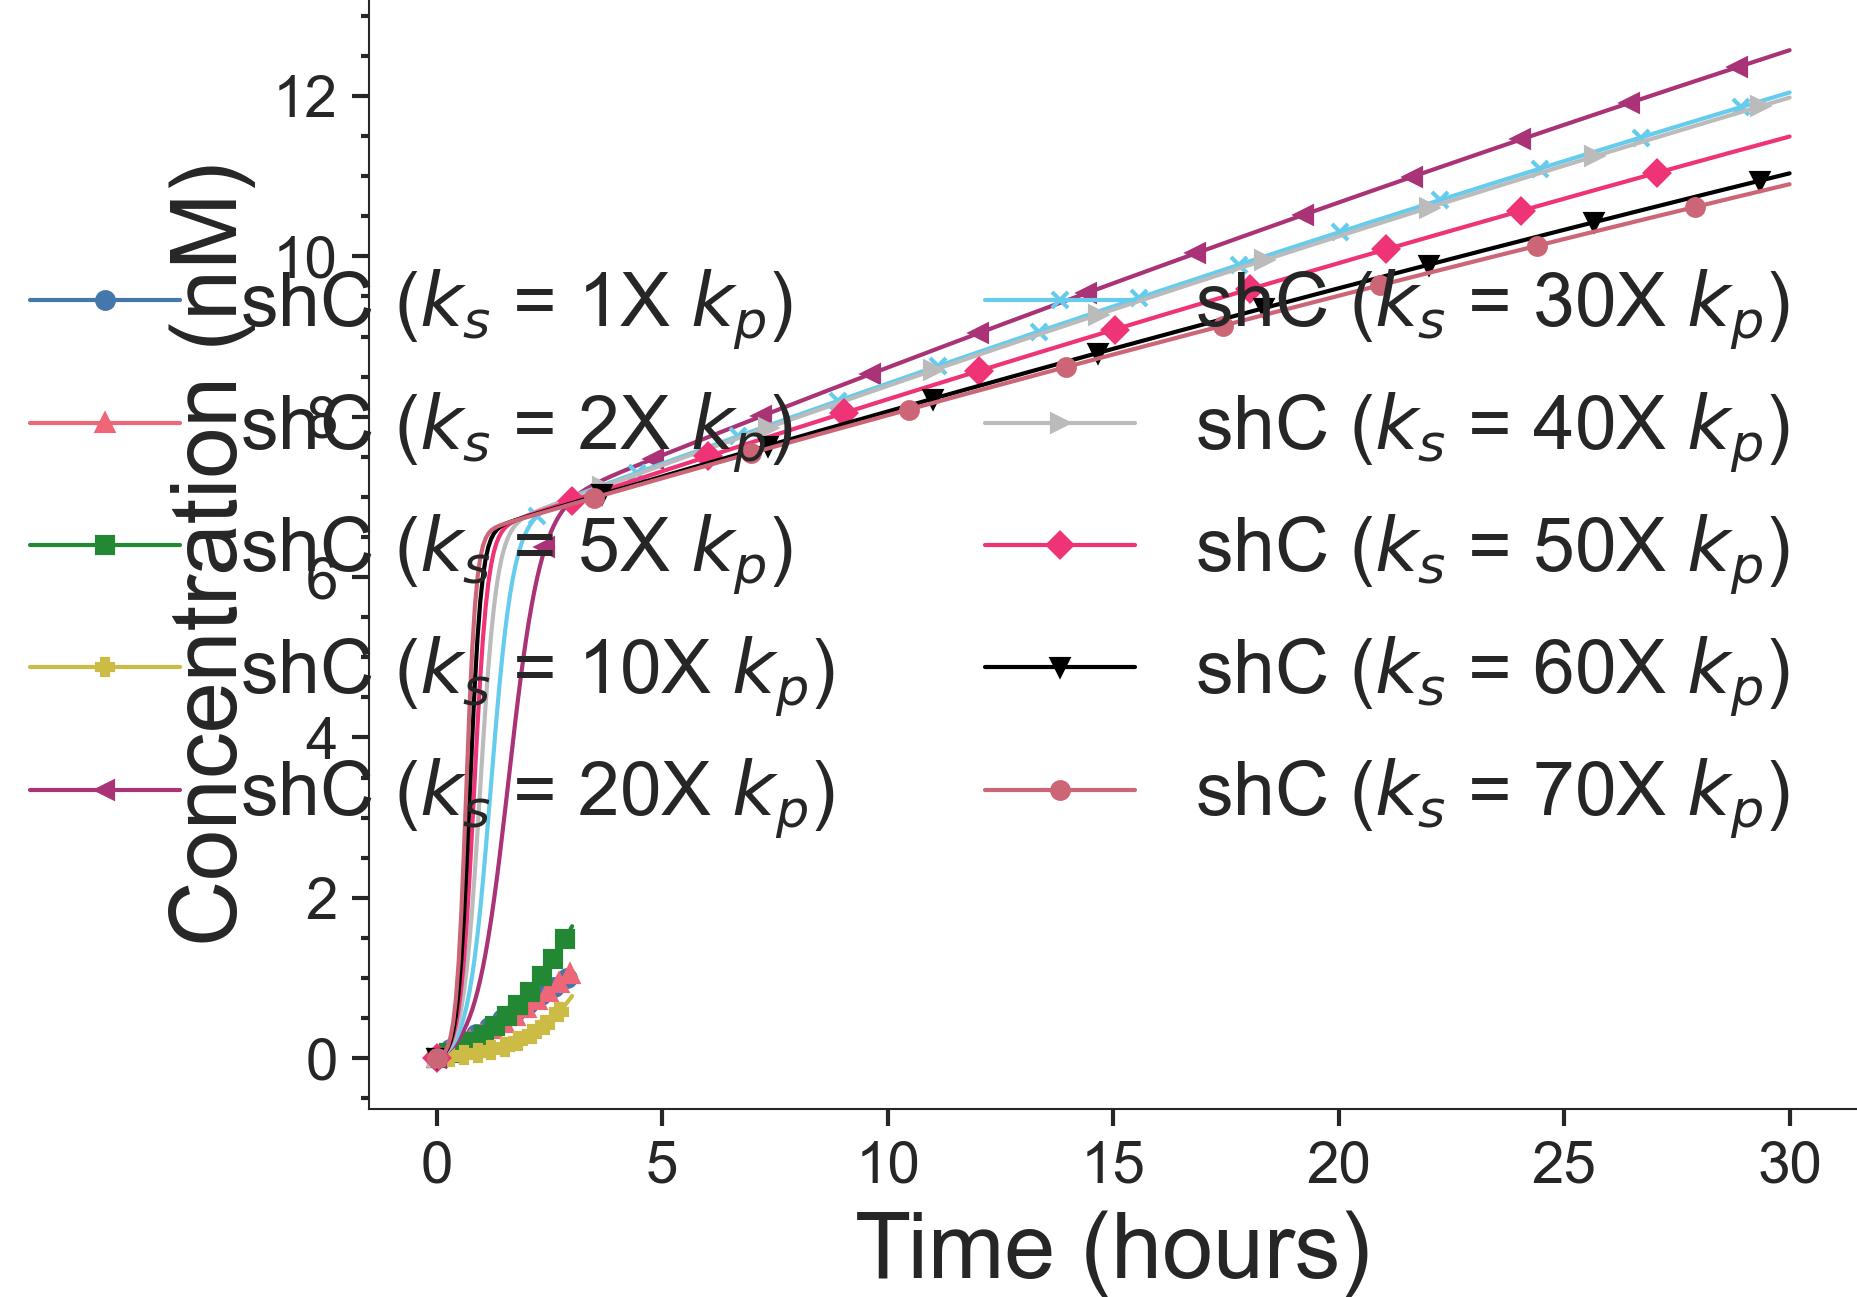 Concentration (nM)
12
10
8
6
4
2
0
shC (kₛ = 1X kₚ)
shC (kₛ = 2X kₚ)
shC (kₛ = 5X kₚ)
shC (kₛ = 10X kₚ)
shC (kₛ = 20X kₚ)
shC (kₛ = 30X kₚ)
shC (kₛ = 40X kₚ)
shC (kₛ = 50X kₚ)
shC (kₛ = 60X kₚ)
shC (kₛ = 70X kₚ)
0 5 10 15 20 25 30
Time (hours)